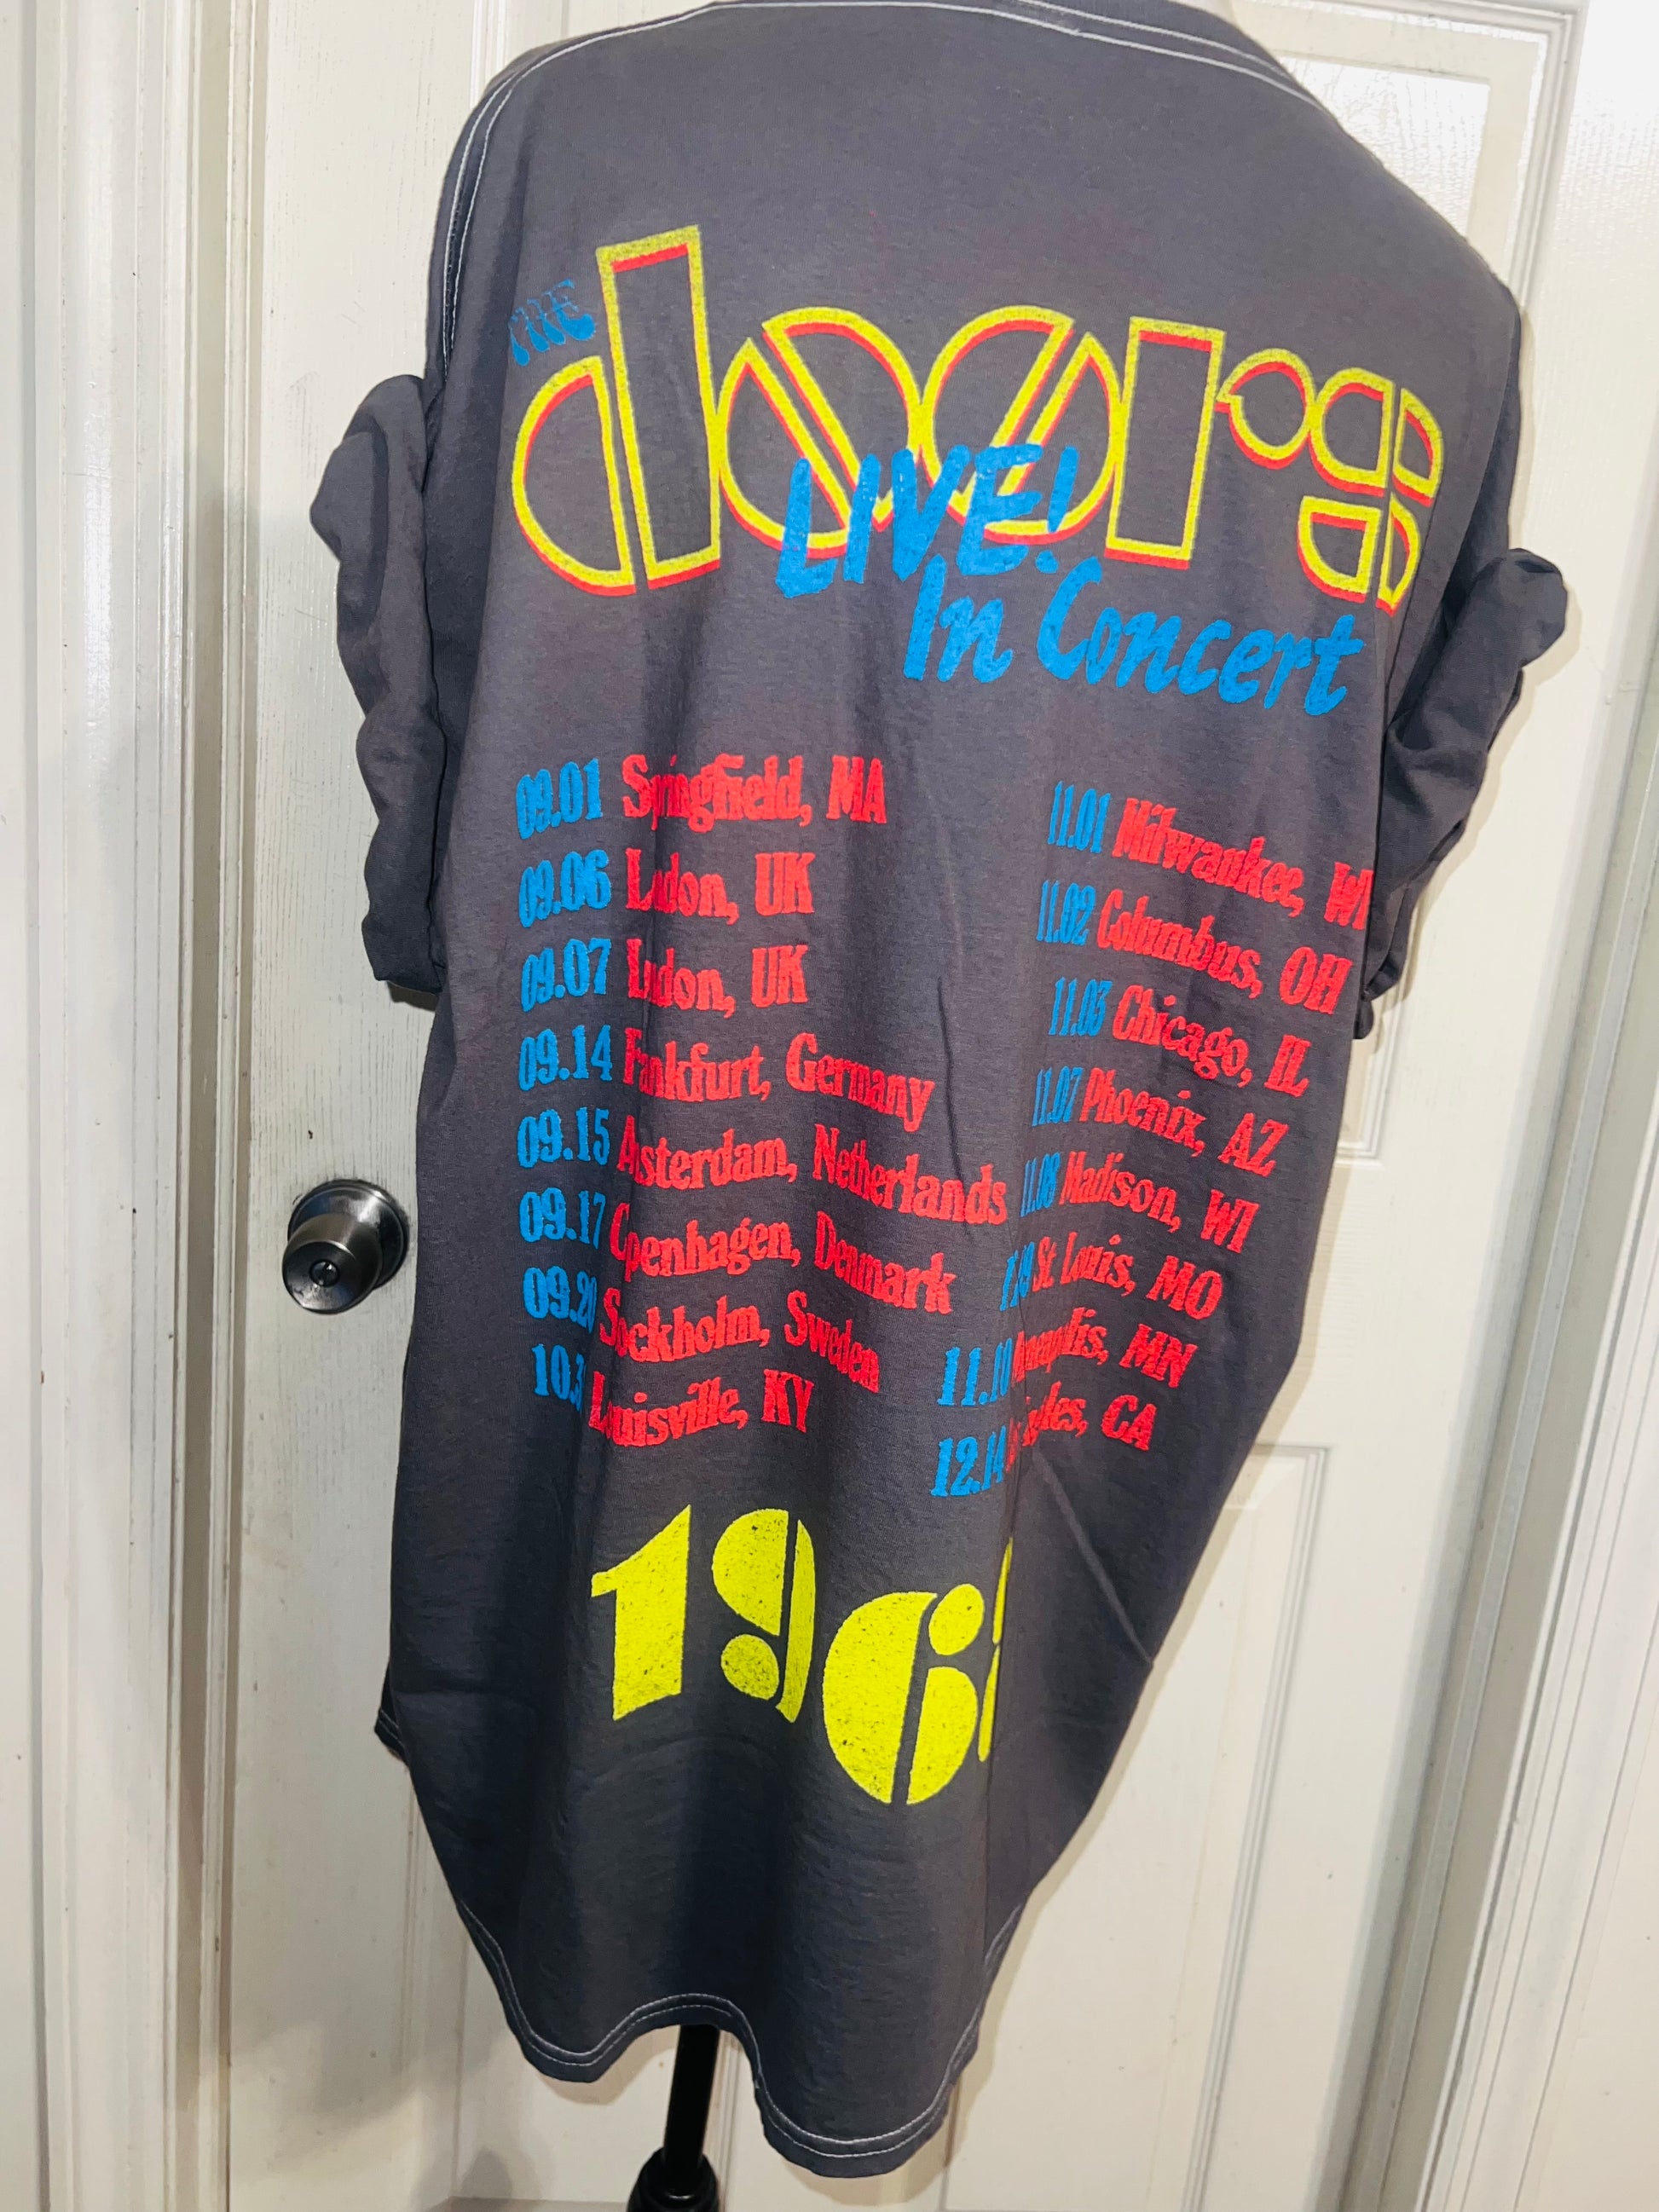 THE
doors
LIVE!
In Concert
09.01 Springfield, MA
09.06 London, UK
09.07 London, UK
09.14 Frankfurt, Germany
09.15 Amsterdam, Netherlands
09.17 Copenhagen, Denmark
09.20 Stockholm, Sweden
Louisville, KY
11.01 Milwaukee, WI
11.02 Columbus, OH
11.03 Chicago, IL
11.07 Phoenix, AZ
11.08 Madison, WI
St. Louis, MO
11.10 Minneapolis, MN
12.14 CA
196